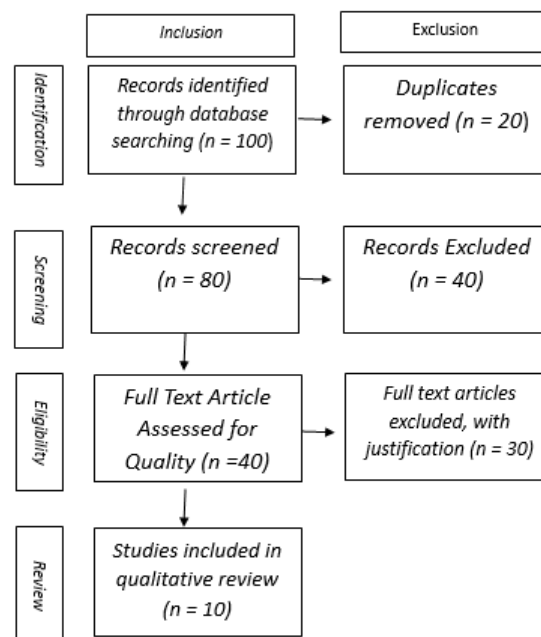 Inclusion
Exclusion
Identification
Records identified
through database
searching (n = 100)
Duplicates
removed (n = 20)
Screening
Records screened
(n = 80)
Records Excluded
(n = 40)
Eligibility
Full Text Article
Assessed for
Quality (n =40)
Full text articles
excluded, with
justification (n = 30)
Review
Studies included in
qualitative review
(n = 10)